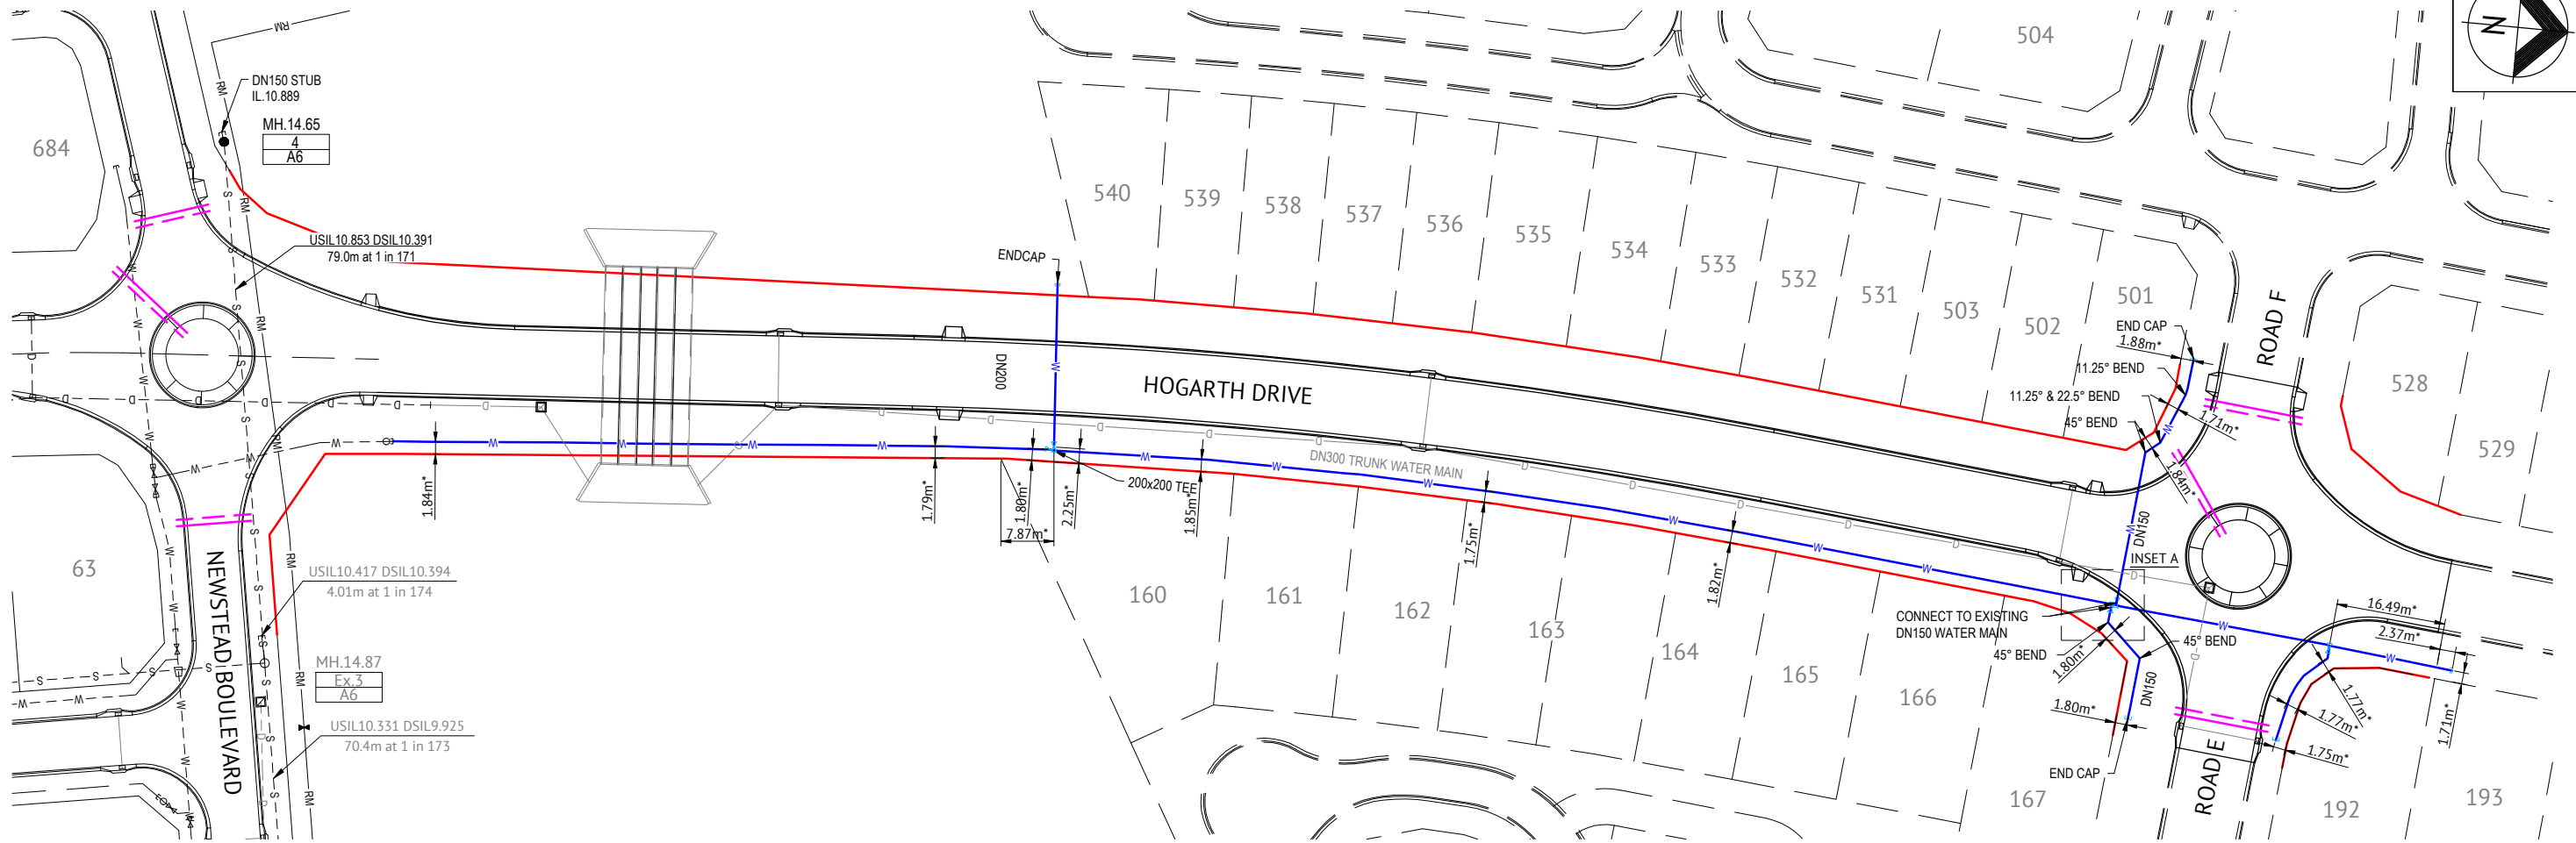 RM
RM
N
DN150 STUB
IL.10.889
MH.14.65
4
A6
684
504
RM
USIL10.853 DSIL10.391
79.0m at 1 in 171
540
539
538
537
536
535
534
533
532
531
503
502
501
ENDCAP
DN200
HOGARTH DRIVE
DN300 TRUNK WATER MAIN
200x200 TEE
1.84m*
1.79m*
1.80m*
7.87m*
2.25m*
1.85m*
1.75m*
1.82m*
END CAP
1.88m*
11.25° BEND
11.25° & 22.5° BEND
45° BEND
1.71m*
1.84m*
ROAD F
528
529
DN150
INSET A
CONNECT TO EXISTING
DN150 WATER MAIN
45° BEND
45° BEND
1.80m*
1.80m*
DN150
END CAP
16.49m*
2.37m*
1.77m*
1.77m*
1.75m*
1.71m*
ROAD E
63
NEWSTEAD BOULEVARD
USIL10.417 DSIL10.394
4.01m at 1 in 174
MH.14.87
Ex.3
A6
USIL10.331 DSIL9.925
70.4m at 1 in 173
RM
RM
160
161
162
163
164
165
166
167
192
193